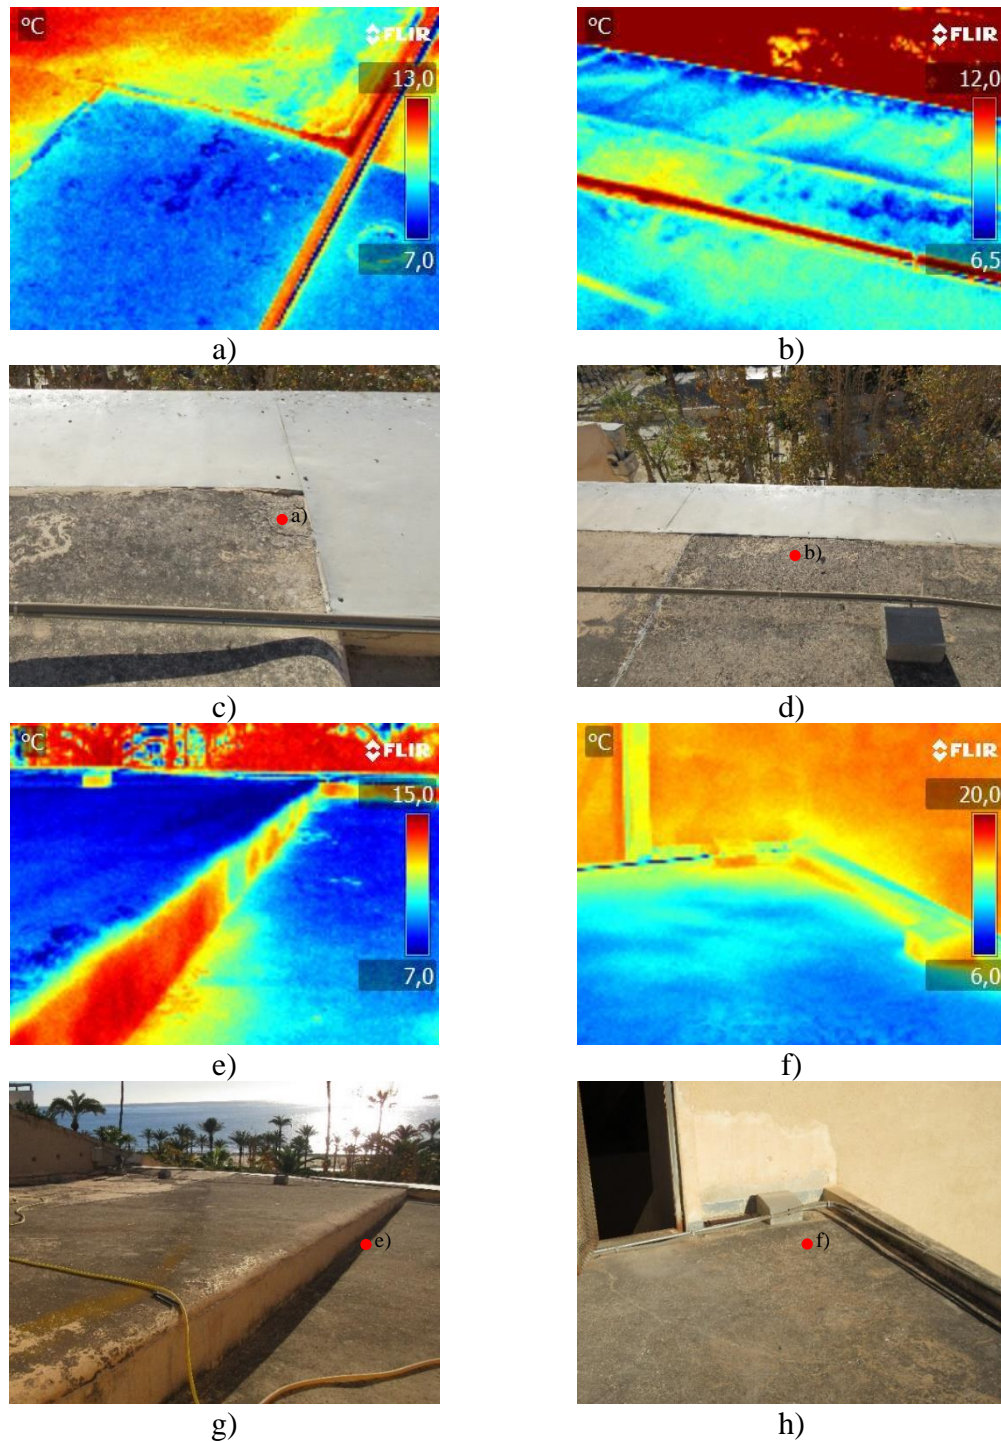 °C
FLIR
13,0
7,0
a)
°C
FLIR
12,0
6,5
b)
a)
c)
b)
d)
°C
FLIR
15,0
7,0
e)
°C
FLIR
20,0
6,0
f)
e)
g)
f)
h)